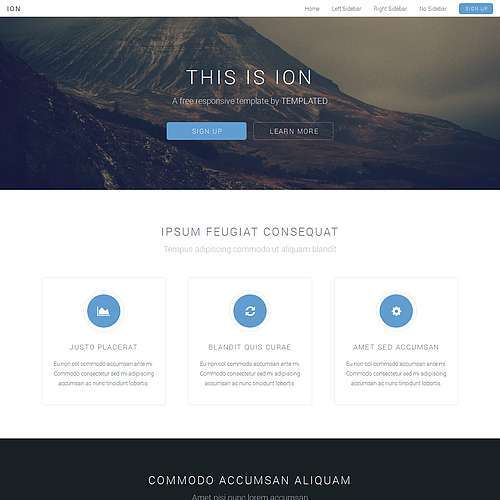 ION
Home Left Sidebar Right Sidebar No Sidebar SIGN UP
THIS IS ION
A free responsive template by TEMPLATED
SIGN UP LEARN MORE
IPSUM FEUGIAT CONSEQUAT
Tempus adipiscing commodo ut aliquam blandit
JUSTO PLACERAT
Eu non col commodo accumsan ante mi.
Commodo consectetur sed mi adipiscing
accumsan ac nunc tincidunt lobortis.
BLANDIT QUIS CURAE
Eu non col commodo accumsan ante mi.
Commodo consectetur sed mi adipiscing
accumsan ac nunc tincidunt lobortis.
AMET SED ACCUMSAN
Eu non col commodo accumsan ante mi.
Commodo consectetur sed mi adipiscing
accumsan ac nunc tincidunt lobortis.
COMMODO ACCUMSAN ALIQUAM
Amet nisi nunc lorem accumsan